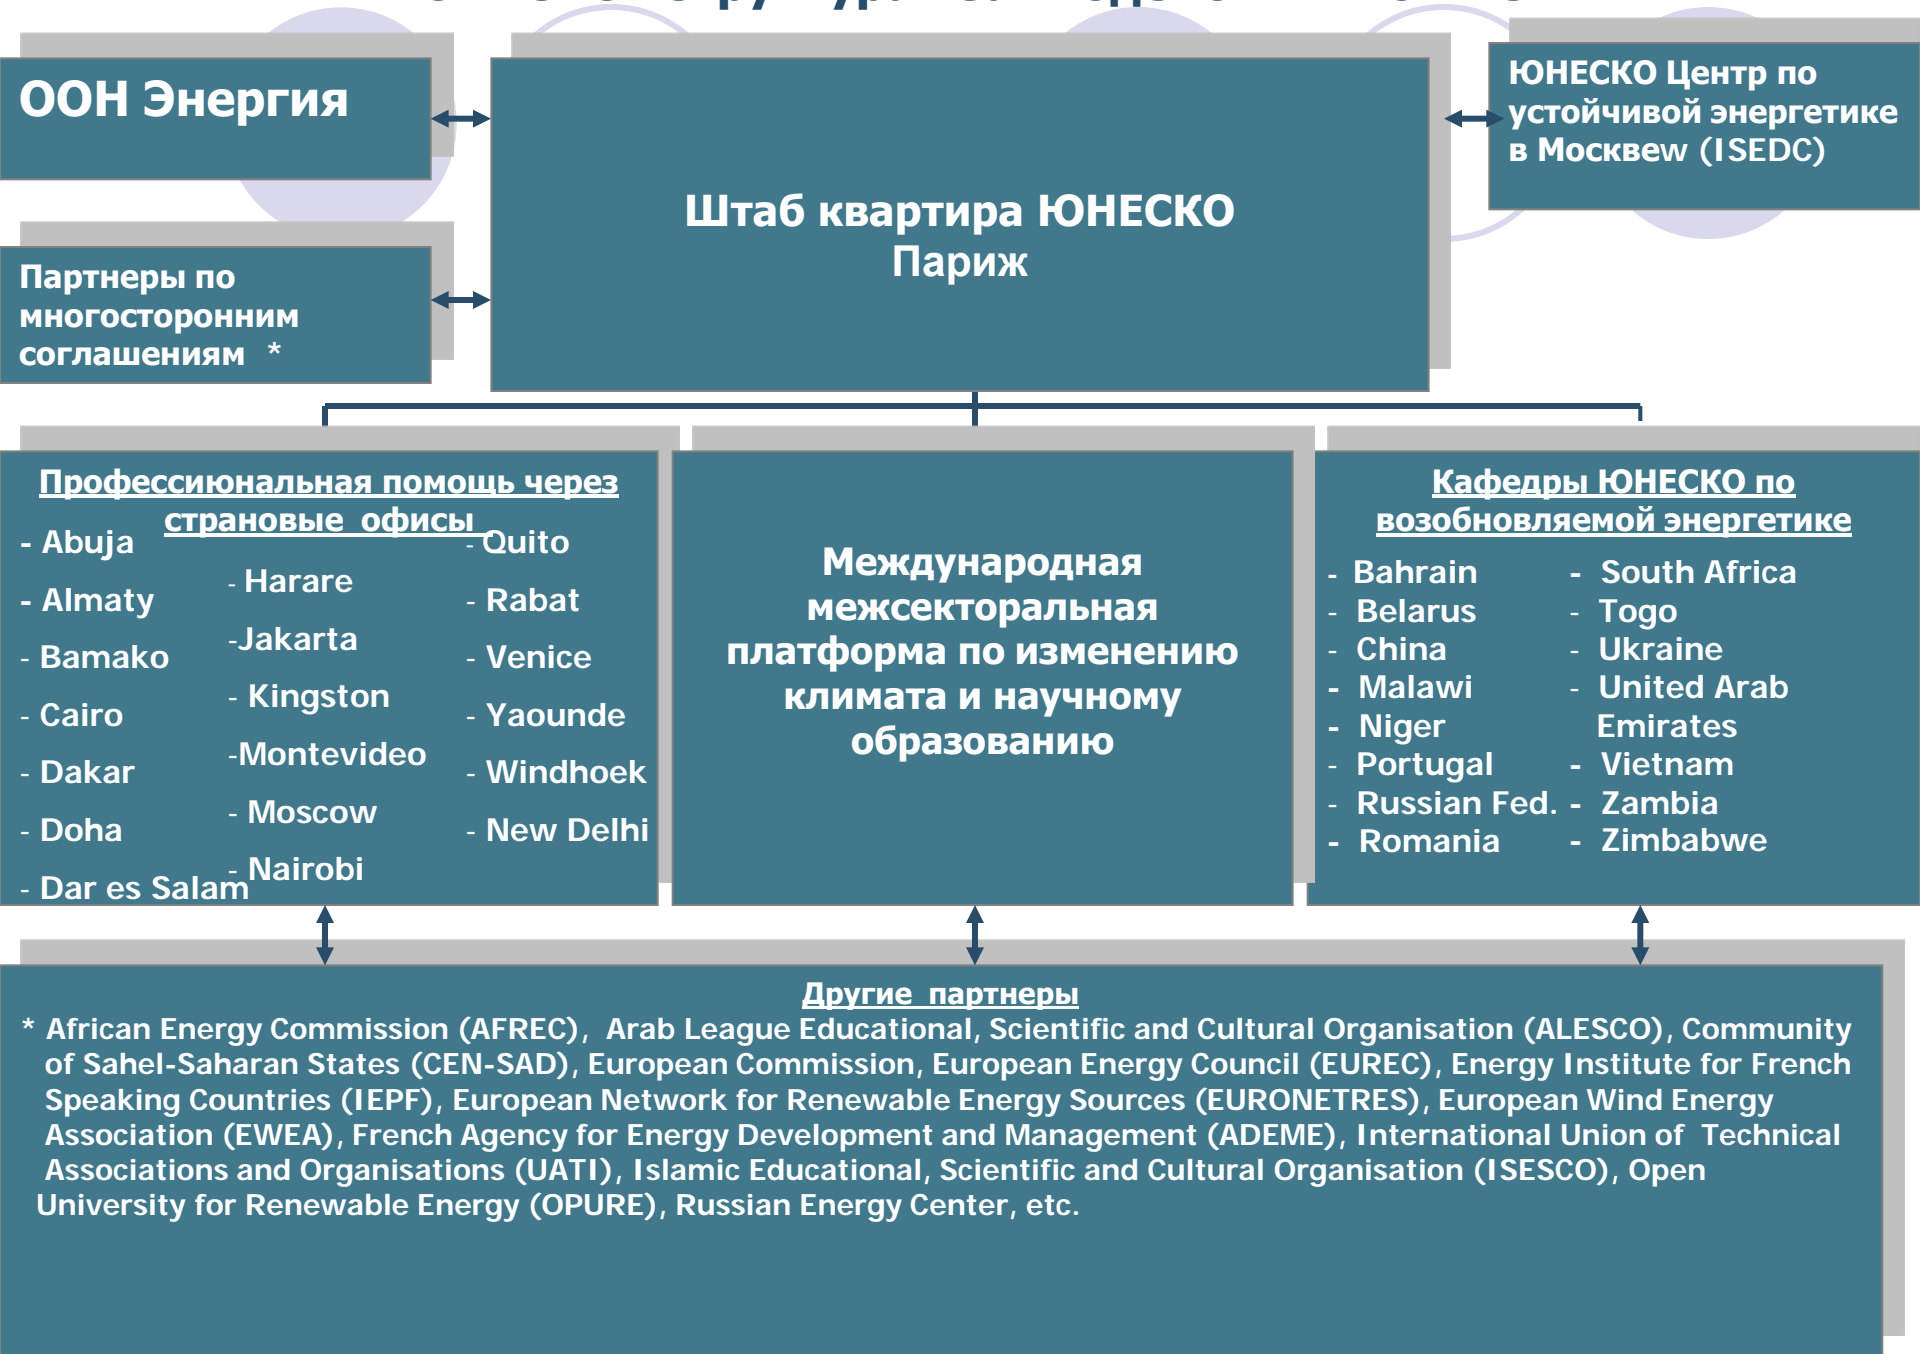 ООН Энергия
Штаб квартира ЮНЕСКО
Париж
ЮНЕСКО Центр по
устойчивой энергетике
в Москвеw (ISEDC)
Партнеры по
многосторонним
соглашениям *
Профессиюнальная помощь через
страновые офисы
- Abuja
- Almaty
- Bamako
- Cairo
- Dakar
- Doha
- Dar es Salam
- Harare
-Jakarta
- Kingston
-Montevideo
- Moscow
- Nairobi
- Quito
- Rabat
- Venice
- Yaounde
- Windhoek
- New Delhi
Международная
межсекторальная
платформа по изменению
климата и научному
образованию
Кафедры ЮНЕСКО по
возобновляемой энергетике
- Bahrain
- Belarus
- China
- Malawi
- Niger
- Portugal
- Russian Fed.
- Romania
- South Africa
- Togo
- Ukraine
- United Arab
Emirates
- Vietnam
- Zambia
- Zimbabwe
Другие партнеры
* African Energy Commission (AFREC), Arab League Educational, Scientific and Cultural Organisation (ALESCO), Community
of Sahel-Saharan States (CEN-SAD), European Commission, European Energy Council (EUREC), Energy Institute for French
Speaking Countries (IEPF), European Network for Renewable Energy Sources (EURONETRES), European Wind Energy
Association (EWEA), French Agency for Energy Development and Management (ADEME), International Union of Technical
Associations and Organisations (UATI), Islamic Educational, Scientific and Cultural Organisation (ISESCO), Open
University for Renewable Energy (OPURE), Russian Energy Center, etc.